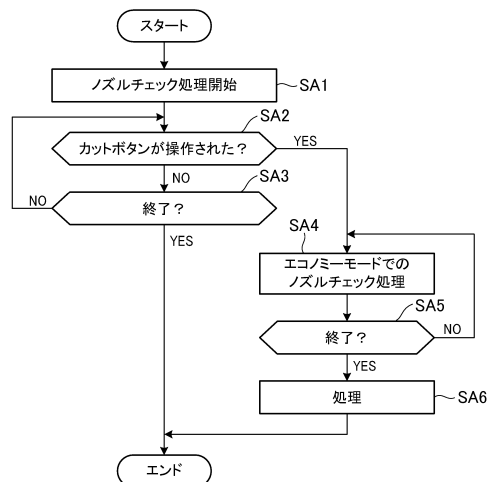 スタート
ノズルチェック処理開始
SA1
SA2
カットボタンが操作された？
YES
NO
SA3
終了？
NO
YES
SA4
エコノミーモードでの
ノズルチェック処理
SA5
終了？
NO
YES
処理
SA6
エンド